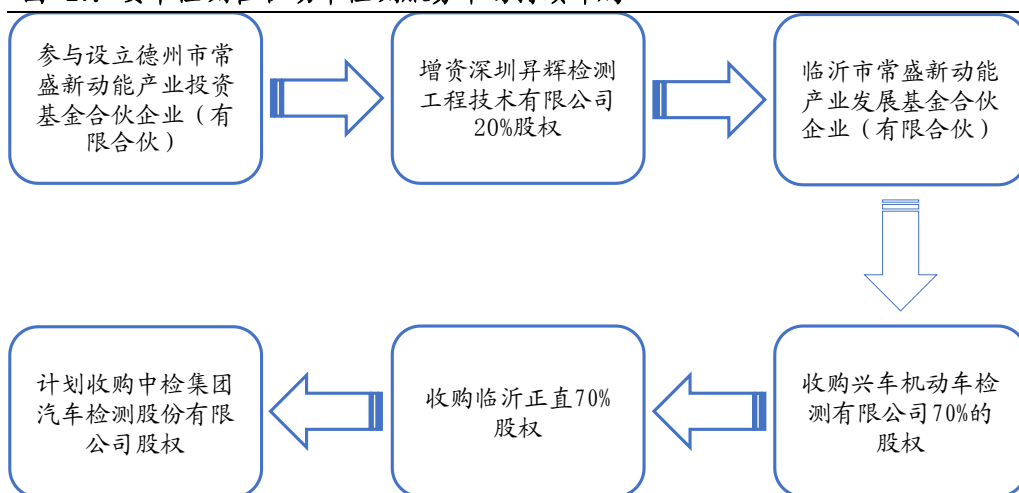 参与设立德州市常
盛新动能产业投资
基金合伙企业（有
限合伙）
增资深圳昇辉检测
工程技术有限公司
20%股权
临沂市常盛新动能
产业发展基金合伙
企业（有限合伙）
收购兴车机动车检
测有限公司70%的
股权
收购临沂正直70%
股权
计划收购中检集团
汽车检测股份有限
公司股权